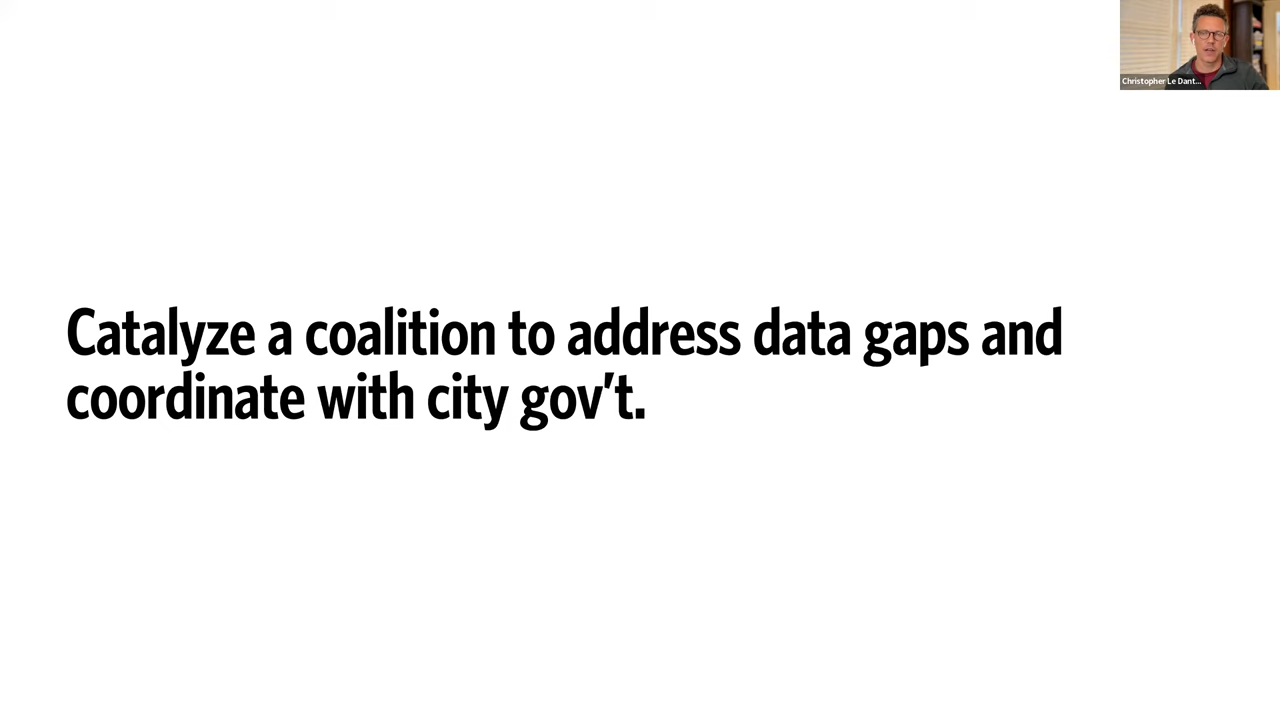 Christopher Le Dant...
Catalyze a coalition to address data gaps and
coordinate with city gov’t.